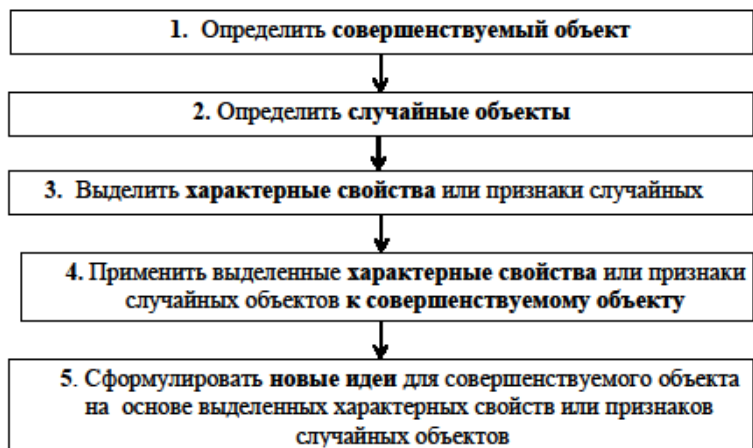 1. Определить совершенствуемый объект
2. Определить случайные объекты
3. Выделить характерные свойства или признаки случайных
4. Применить выделенные характерные свойства или признаки
случайных объектов к совершенствуемому объекту
5. Сформулировать новые идеи для совершенствуемого объекта
на основе выделенных характерных свойств или признаков
случайных объектов